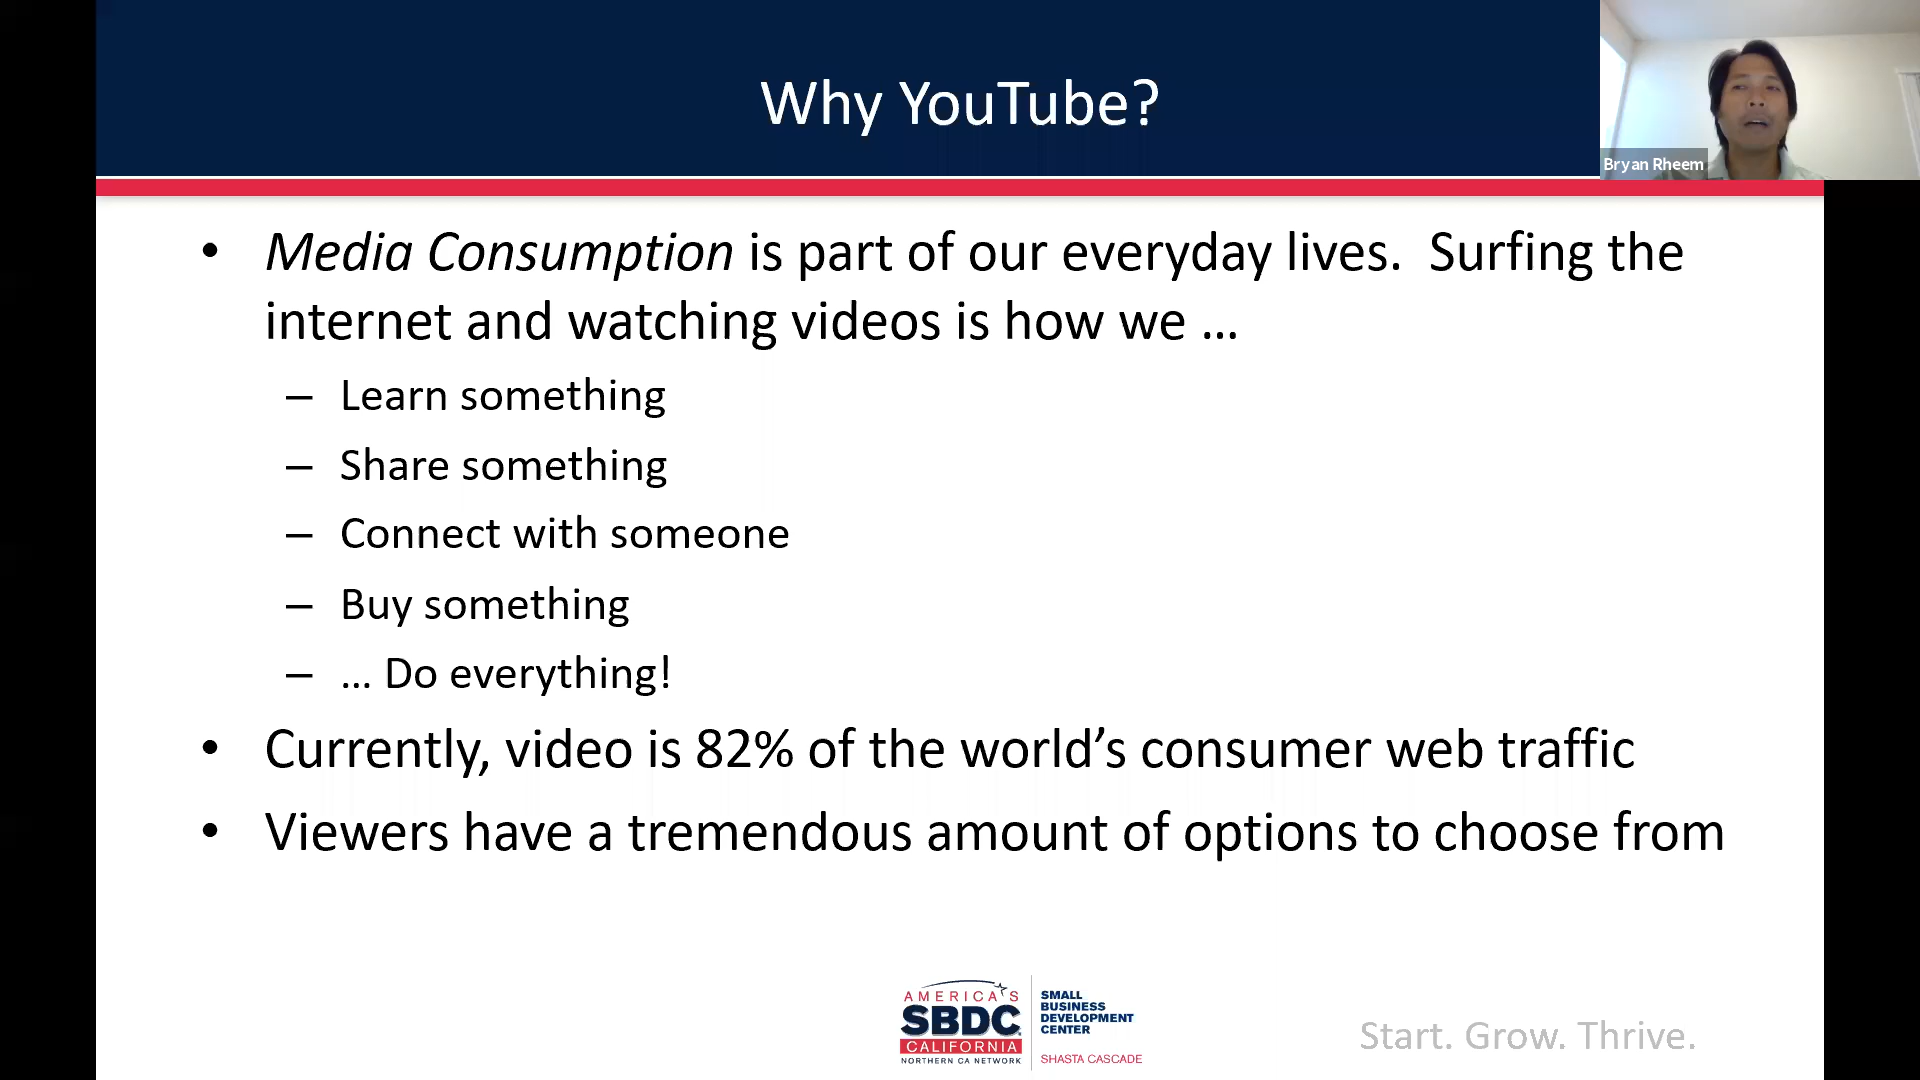 Why YouTube?
Bryan Rheem
• Media Consumption is part of our everyday lives.  Surfing the
internet and watching videos is how we …
– Learn something
– Share something
– Connect with someone
– Buy something
– … Do everything!
• Currently, video is 82% of the world’s consumer web traffic
• Viewers have a tremendous amount of options to choose from
AMERICA'S
SBDC
CALIFORNIA
NORTHERN CA NETWORK
SMALL
BUSINESS
DEVELOPMENT
CENTER
SHASTA CASCADE
Start. Grow. Thrive.